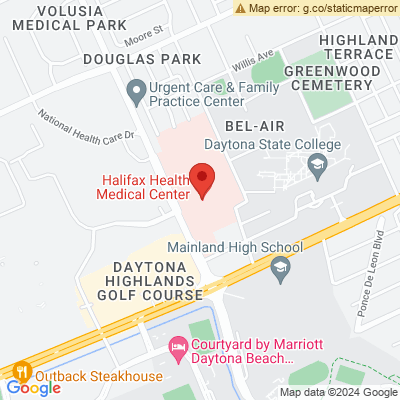 Map error: g.co/staticmaperror
VOLUSIA
MEDICAL PARK
Moore St
DOUGLAS PARK
Willis Ave
HIGHLAND
TERRACE
GREENWOOD
CEMETERY
Urgent Care & Family
Practice Center
National Health Care Dr
BEL-AIR
Daytona State College
Halifax Health
Medical Center
Mainland High School
Ponce De Leon Blvd
DAYTONA
HIGHLANDS
GOLF COURSE
Courtyard by Marriott
Daytona Beach...
Outback Steakhouse
Google
Map data ©2024 Google